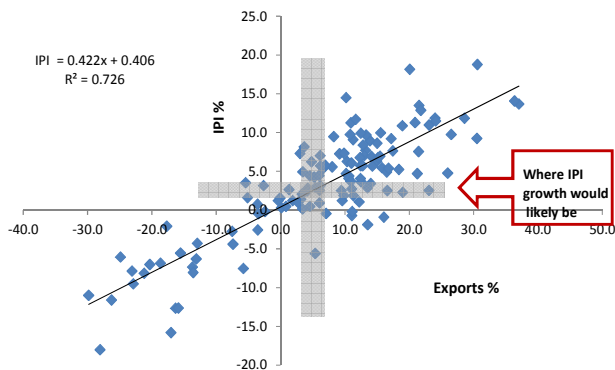 25.0
20.0
15.0
10.0
5.0
0.0
-5.0
-10.0
-15.0
-20.0
-40.0 -30.0 -20.0 -10.0 0.0 10.0 20.0 30.0 40.0 50.0
IPI = 0.422x + 0.406
R² = 0.726
IPI %
Exports %
Where IPI
growth would
likely be